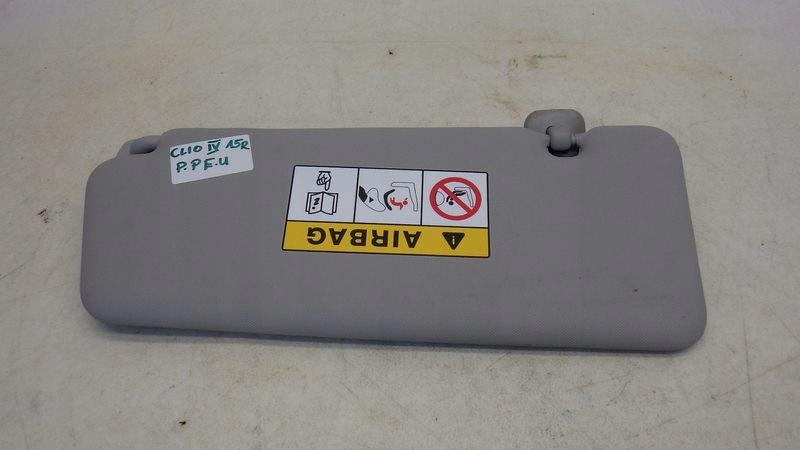 CLIO IV 15R
P.P E.U
AIRBAG